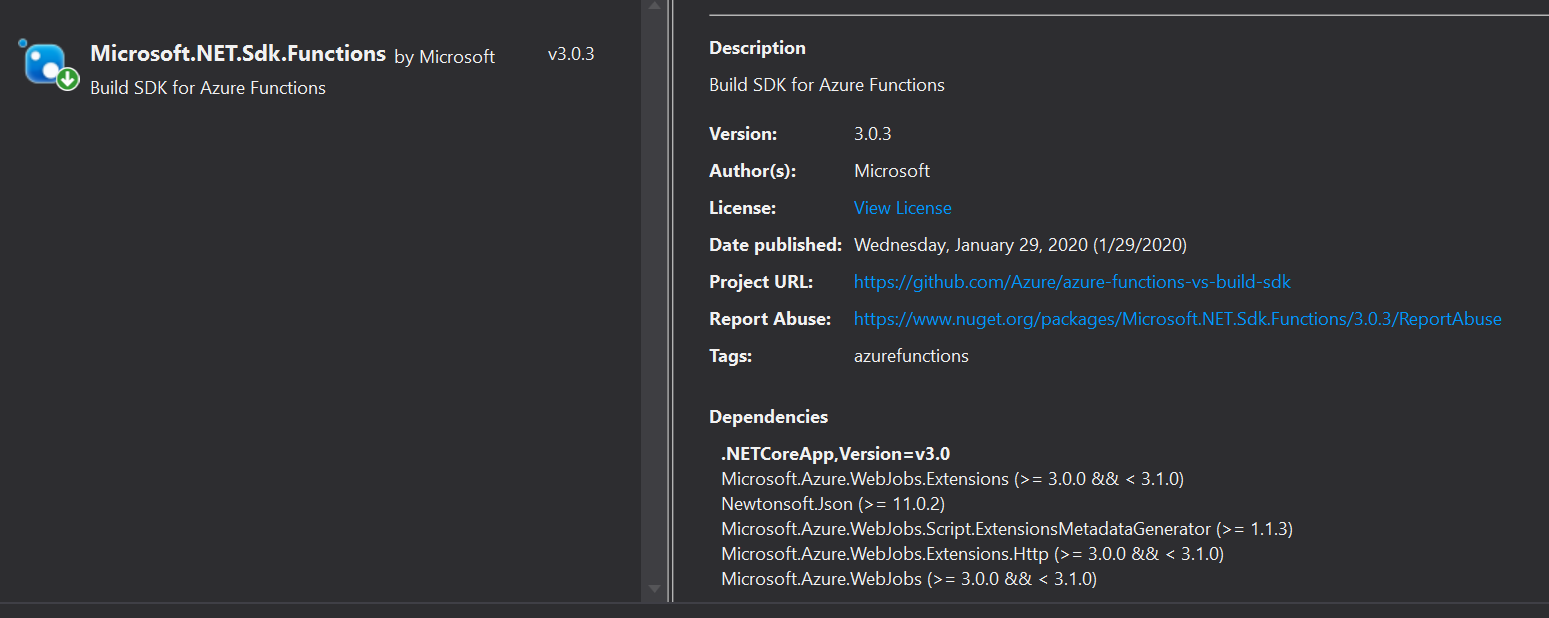 Microsoft.NET.Sdk.Functions by Microsoft v3.0.3
Build SDK for Azure Functions
Description
Build SDK for Azure Functions
Version: 3.0.3
Author(s): Microsoft
License: View License
Date published: Wednesday, January 29, 2020 (1/29/2020)
Project URL: https://github.com/Azure/azure-functions-vs-build-sdk
Report Abuse: https://www.nuget.org/packages/Microsoft.NET.Sdk.Functions/3.0.3/ReportAbuse
Tags: azurefunctions
Dependencies
.NETCoreApp,Version=v3.0
Microsoft.Azure.WebJobs.Extensions (>= 3.0.0 && < 3.1.0)
Newtonsoft.Json (>= 11.0.2)
Microsoft.Azure.WebJobs.Script.ExtensionsMetadataGenerator (>= 1.1.3)
Microsoft.Azure.WebJobs.Extensions.Http (>= 3.0.0 && < 3.1.0)
Microsoft.Azure.WebJobs (>= 3.0.0 && < 3.1.0)